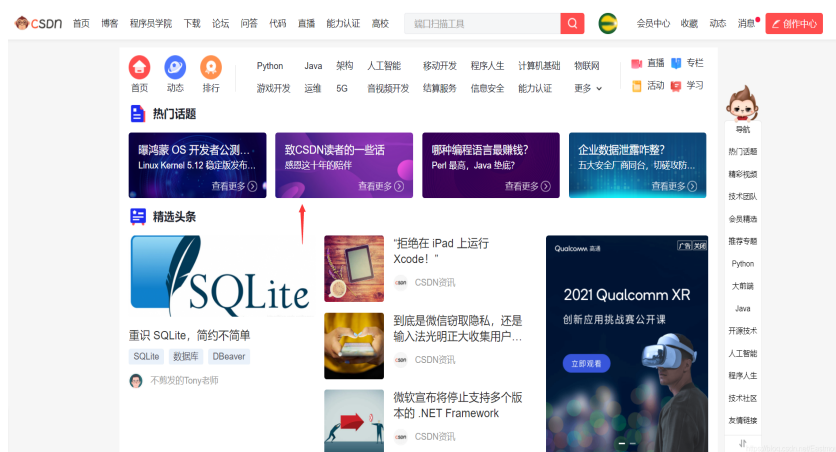 CSDN 首页 博客 程序员学院 下载 论坛 问答 代码 直播 能力认证 高校 端口扫描工具 会员中心 收藏 动态 消息 创作中心
首页 动态 排行
Python Java 架构 人工智能 移动开发 程序人生 计算机基础 物联网
游戏开发 运维 5G 音视频开发 结算服务 信息安全 能力认证 更多
直播 专栏
活动 学习
热门话题
曝鸿蒙 OS 开发者公测…
Linux Kernel 5.12 稳定版发布…
查看更多
致CSDN读者的一些话
感恩这十年的陪伴
查看更多
哪种编程语言最赚钱?
Perl 最高，Java 垫底?
查看更多
企业数据泄露咋整?
五大安全厂商同台，切磋攻防…
查看更多
精选头条
SQLite
重识 SQLite，简约不简单
SQLite 数据库 DBeaver
不剪发的Tony老师
“拒绝在 iPad 上运行
Xcode！”
CSDN CSDN资讯
到底是微信窃取隐私，还是
输入法光明正大收集用户…
CSDN CSDN资讯
微软宣布将停止支持多个版
本的 .NET Framework
CSDN CSDN资讯
Qualcomm 高通
广告 关闭
2021 Qualcomm XR
创新应用挑战赛公开课
立即观看
导航
热门话题
精彩视频
技术团队
会员精选
推荐专题
Python
大前端
Java
开源技术
人工智能
程序人生
技术社区
友情链接